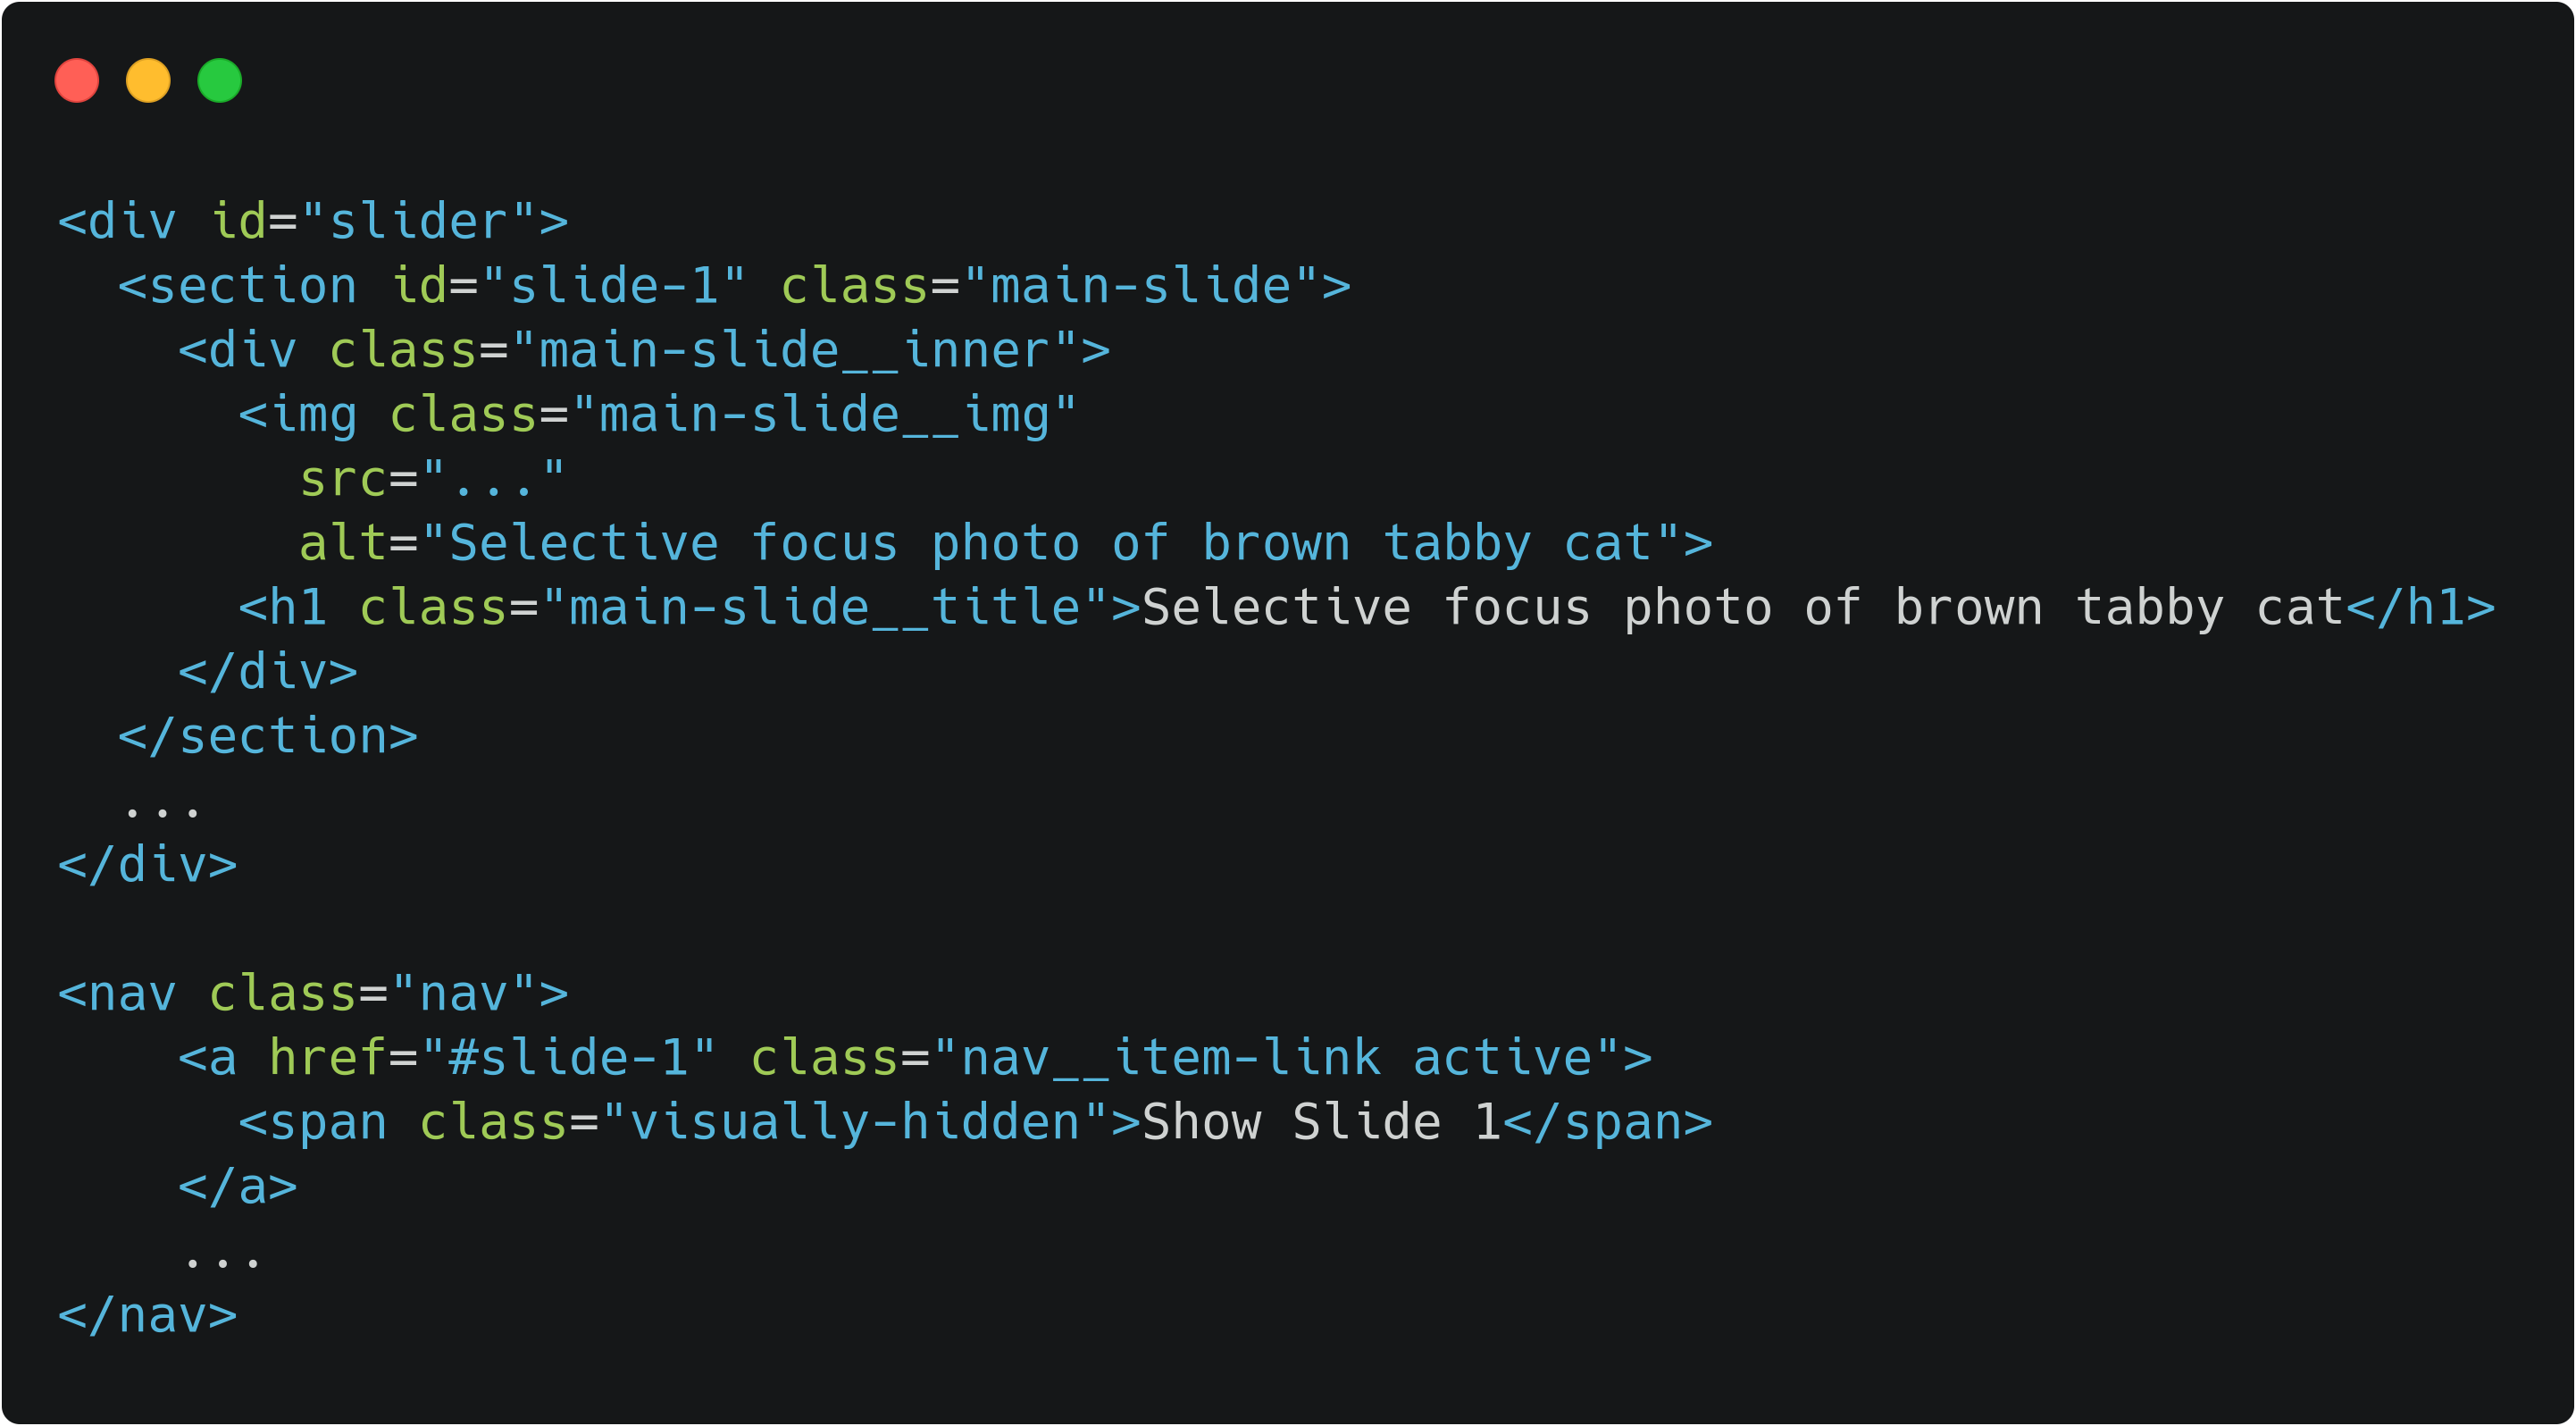 <div id="slider">
  <section id="slide-1" class="main-slide">
    <div class="main-slide__inner">
      <img class="main-slide__img"
        src="..."
        alt="Selective focus photo of brown tabby cat">
      <h1 class="main-slide__title">Selective focus photo of brown tabby cat</h1>
    </div>
  </section>
  ...
</div>

<nav class="nav">
    <a href="#slide-1" class="nav__item-link active">
      <span class="visually-hidden">Show Slide 1</span>
    </a>
    ...
</nav>